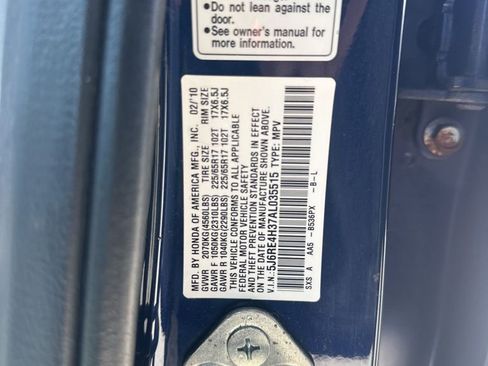 •Do not lean against the
door.
•See owner's manual for
more information.
MFD. BY HONDA OF AMERICA MFG., INC. 02/10
GVWR 2070KG(4560LBS) TIRE SIZE RIM SIZE
GAWR F 1050KG(2310LBS) 225/65R17 102T 17X6.5J
GAWR R 1040KG(2290LBS) 225/65R17 102T 17X6.5J
THIS VEHICLE CONFORMS TO ALL APPLICABLE
FEDERAL MOTOR VEHICLE SAFETY
AND THEFT PREVENTION STANDARDS IN EFFECT
ON THE DATE OF MANUFACTURE SHOWN ABOVE.
V.I.N.:5J6RE4H37AL035515 TYPE: MPV
SXS A AA5 -B536PX -B-L